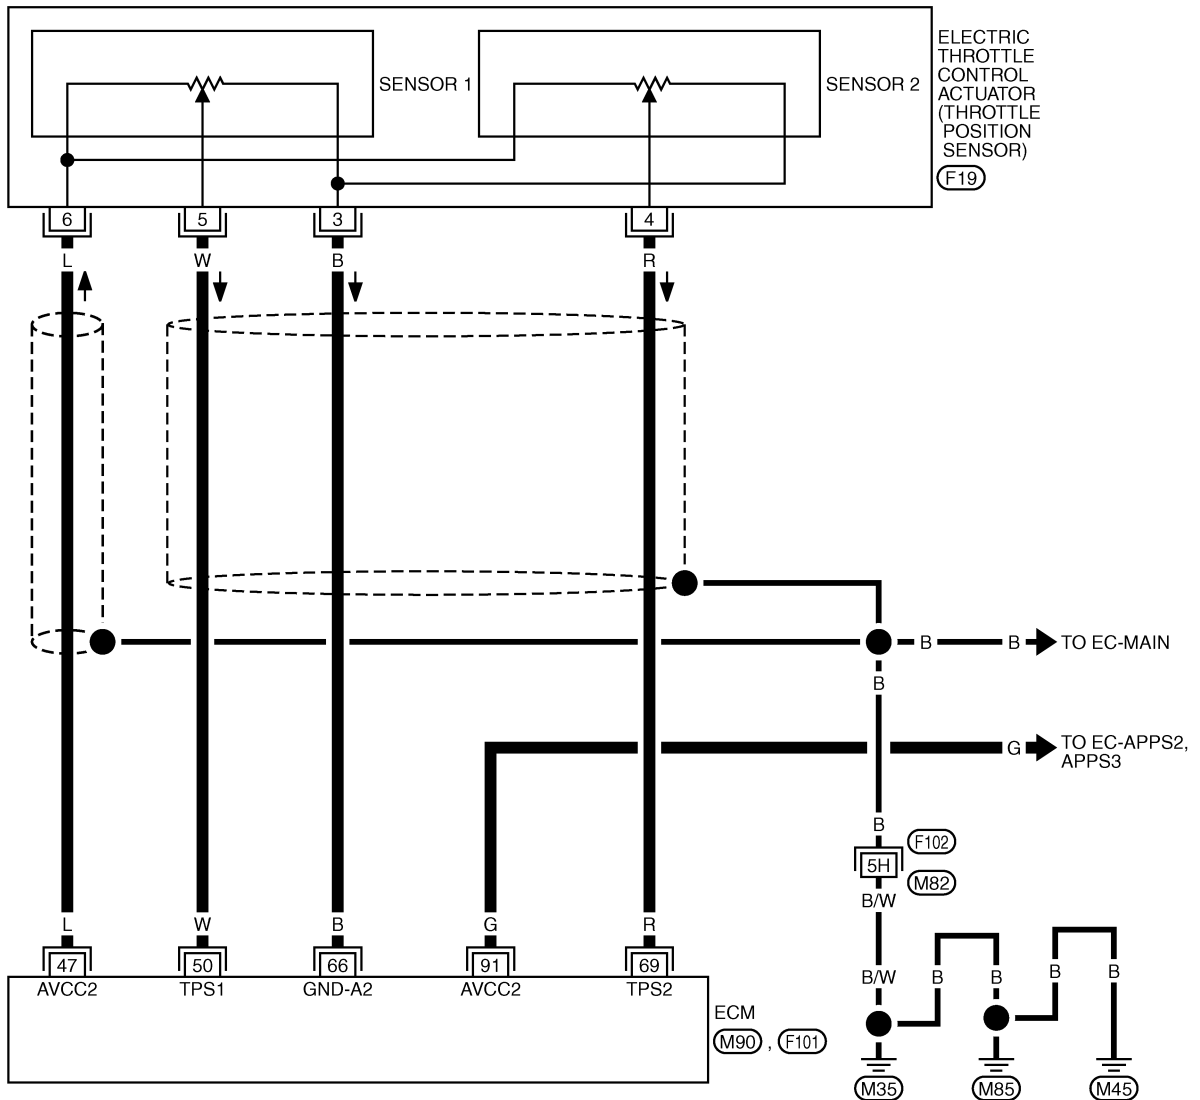 SENSOR 1
SENSOR 2
ELECTRIC
THROTTLE
CONTROL
ACTUATOR
(THROTTLE
POSITION
SENSOR)
F19
6
5
3
4
L
W
B
R
B
B
TO EC-MAIN
B
G
TO EC-APPS2,
APPS3
B
F102
5H
M82
B/W
L
W
B
G
R
47
50
66
91
69
AVCC2
TPS1
GND-A2
AVCC2
TPS2
ECM
M90 , F101
B/W
B
B
B
B
M35
M85
M45